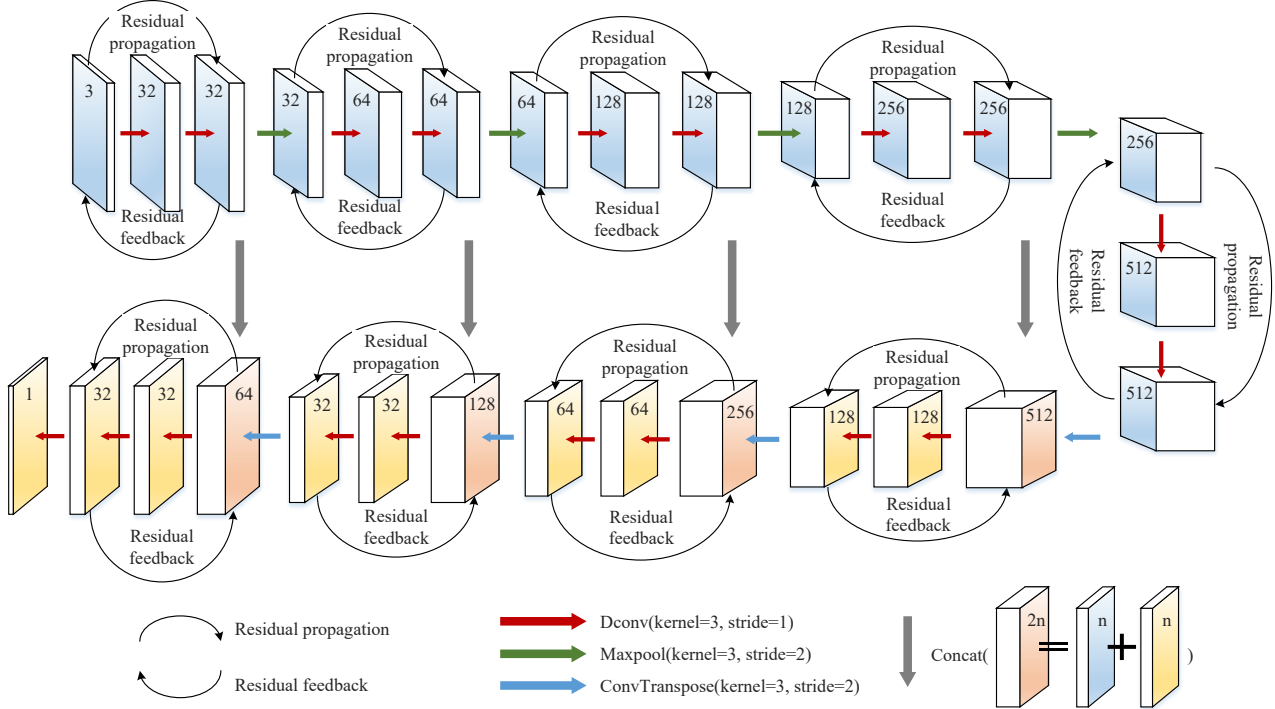 Residual
propagation
Residual
propagation
Residual
propagation
Residual
propagation
3
32
32
32
64
64
64
128
128
128
256
256
Residual
feedback
Residual
feedback
Residual
feedback
Residual
feedback
256
512
512
Residual
feedback
Residual
propagation
Residual
propagation
Residual
propagation
Residual
propagation
Residual
propagation
1
32
32
64
32
32
128
64
64
256
128
128
512
Residual
feedback
Residual
feedback
Residual
feedback
Residual
feedback
Residual propagation
Residual feedback
Dconv(kernel=3, stride=1)
Maxpool(kernel=3, stride=2)
ConvTranspose(kernel=3, stride=2)
Concat( 2n = n + n )